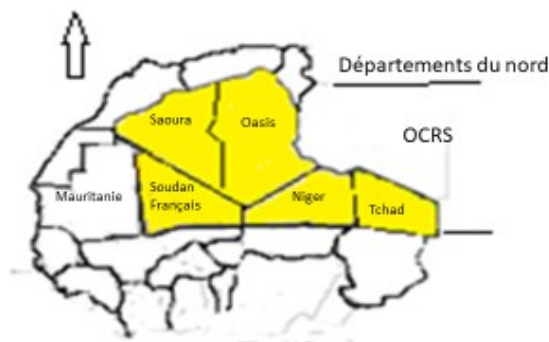 Départements du nord
Saoura
Oasis
OCRS
Mauritanie
Soudan
Français
Niger
Tchad